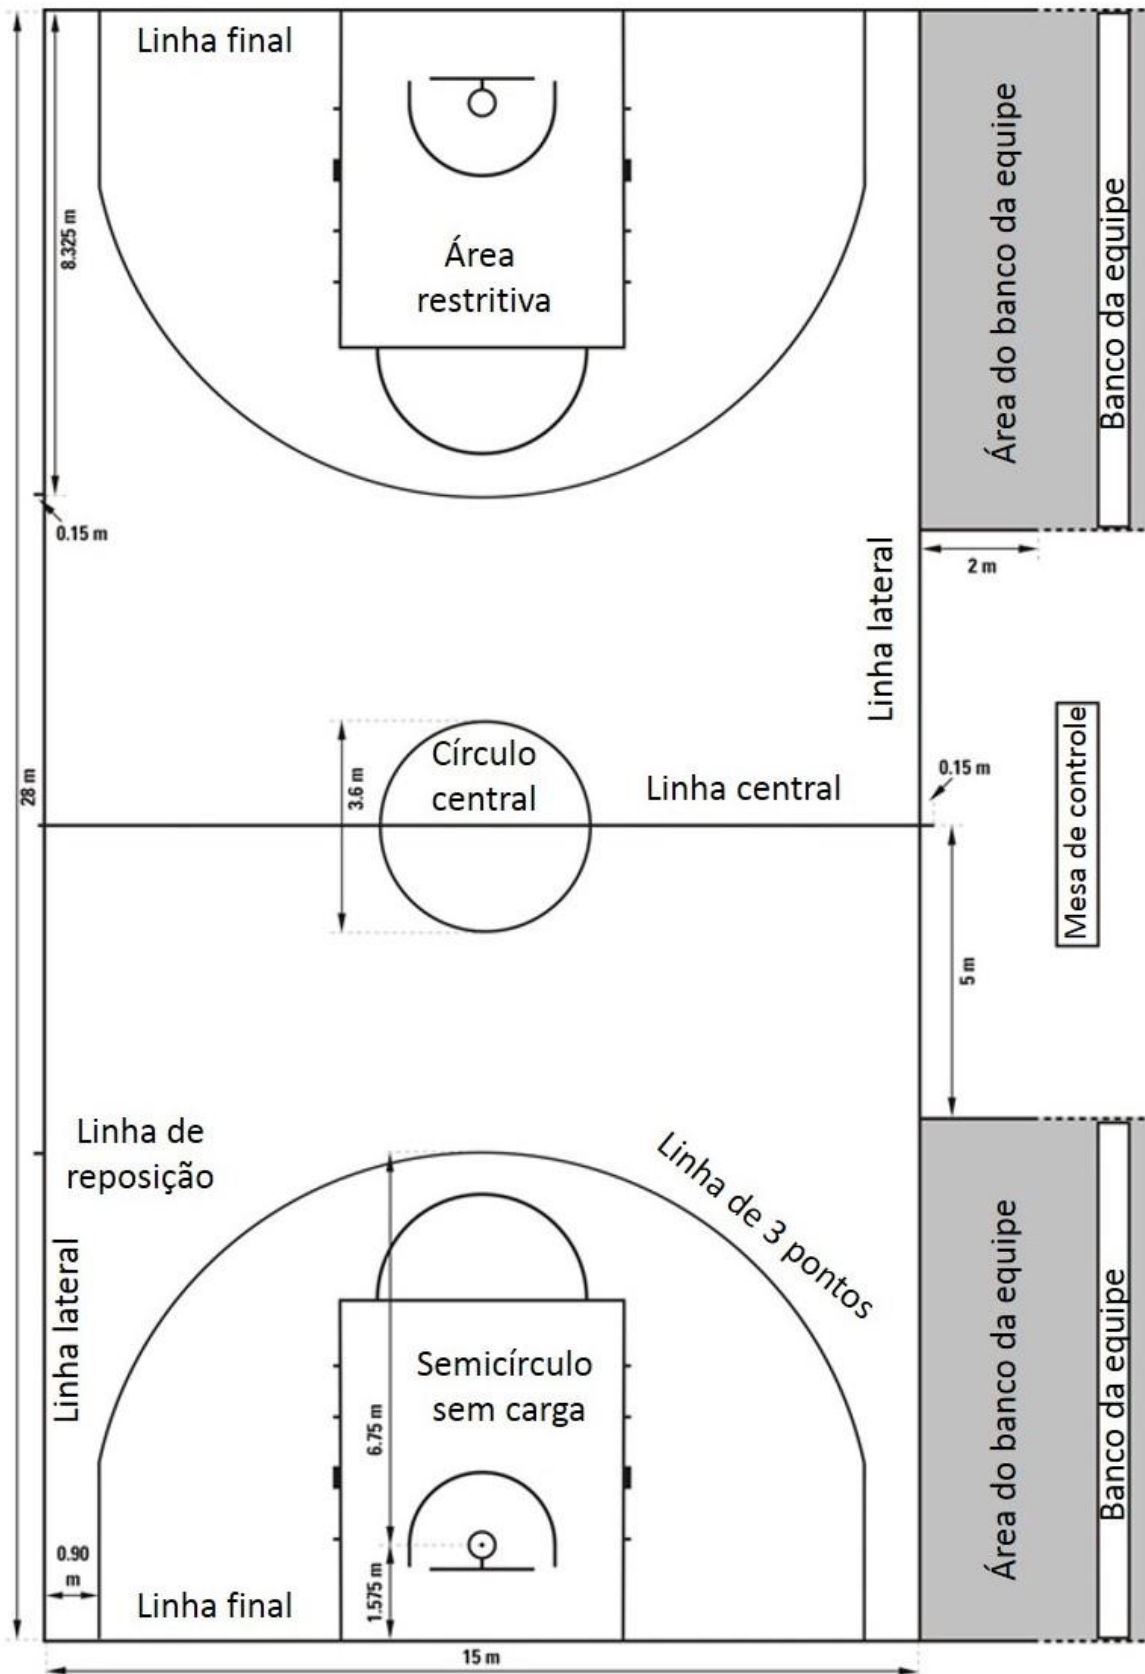 Linha final
8.325 m
Área
restritiva
Área do banco da equipe
Banco da equipe
0.15 m
2 m
Linha lateral
28 m
3.6 m
Círculo
central
Linha central
0.15 m
Mesa de controle
5 m
Linha de
reposição
Linha de 3 pontos
Linha lateral
Semicírculo
sem carga
6.75 m
Área do banco da equipe
Banco da equipe
0.90
m
1.575 m
Linha final
15 m